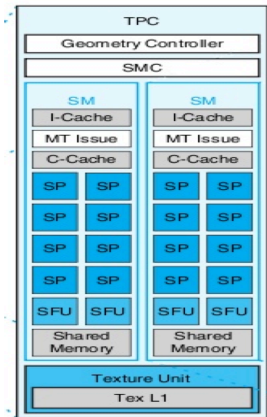 TPC
Geometry Controller
SMC
SM
I-Cache
MT Issue
C-Cache
SP SP
SP SP
SP SP
SP SP
SFU SFU
Shared
Memory
SM
I-Cache
MT Issue
C-Cache
SP SP
SP SP
SP SP
SP SP
SFU SFU
Shared
Memory
Texture Unit
Tex L1